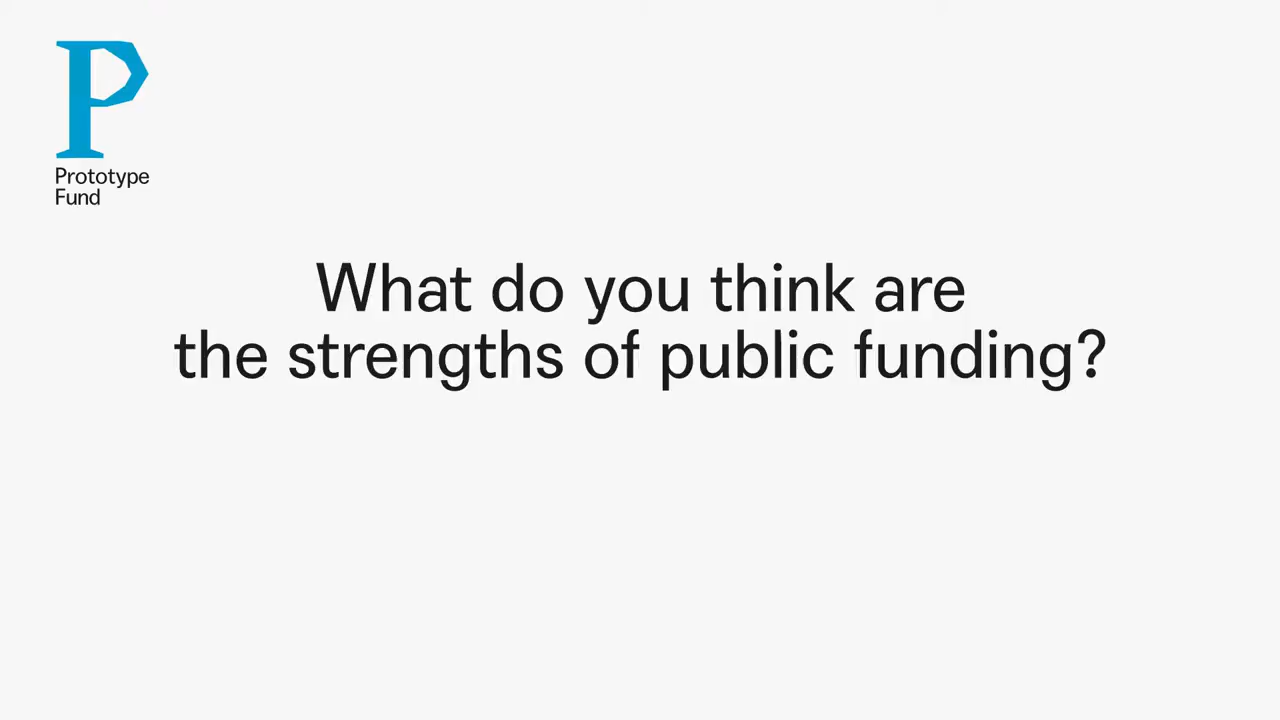 Prototype
Fund
What do you think are
the strengths of public funding?